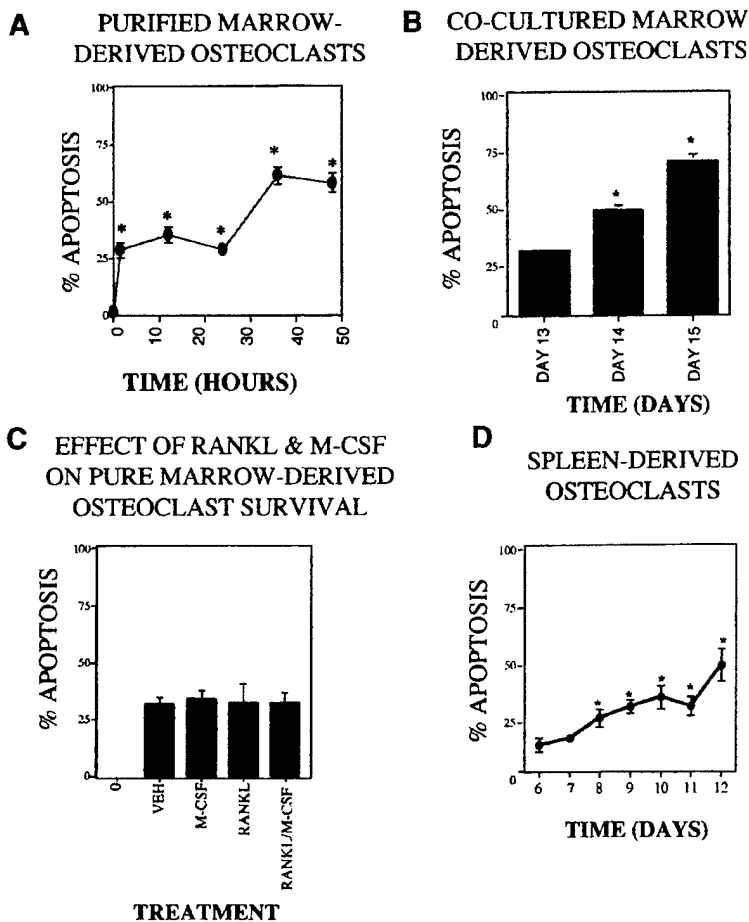 A
PURIFIED MARROW-
DERIVED OSTEOCLASTS
% APOPTOSIS
100
75
50
25
0
0
10
20
30
40
50
*
*
*
*
*
TIME (HOURS)
B
CO-CULTURED MARROW
DERIVED OSTEOCLASTS
% APOPTOSIS
100
75
50
25
0
*
*
DAY 13
DAY 14
DAY 15
TIME (DAYS)
C
EFFECT OF RANKL & M-CSF
ON PURE MARROW-DERIVED
OSTEOCLAST SURVIVAL
% APOPTOSIS
100
75
50
25
0
0
VEH
M-CSF
RANKL
RANKL/M-CSF
TREATMENT
D
SPLEEN-DERIVED
OSTEOCLASTS
% APOPTOSIS
100
75
50
25
0
*
*
*
*
*
6
7
8
9
10
11
12
TIME (DAYS)